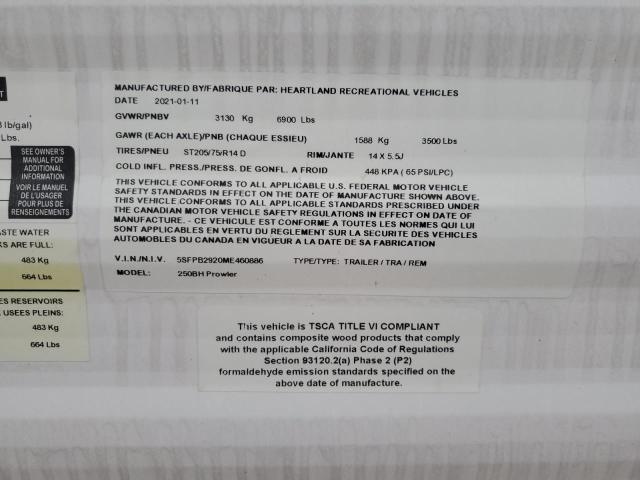 MANUFACTURED BY/FABRIQUE PAR: HEARTLAND RECREATIONAL VEHICLES
DATE 2021-01-11
GVWR/PNBV 3130 Kg 6900 Lbs
GAWR (EACH AXLE)/PNB (CHAQUE ESSIEU) 1588 Kg 3500 Lbs
TIRES/PNEU ST205/75/R14 D RIM/JANTE 14 X 5.5J
COLD INFL. PRESS./PRESS. DE GONFL. A FROID 448 KPA ( 65 PSI/LPC)
THIS VEHICLE CONFORMS TO ALL APPLICABLE U.S. FEDERAL MOTOR VEHICLE
SAFETY STANDARDS IN EFFECT ON THE DATE OF MANUFACTURE SHOWN ABOVE.
THIS VEHICLE CONFORMS TO ALL APPLICABLE STANDARDS PRESCRIBED UNDER
THE CANADIAN MOTOR VEHICLE SAFETY REGULATIONS IN EFFECT ON DATE OF
MANUFACTURE. - CE VEHICULE EST CONFORME A TOUTES LES NORMES QUI LUI
SONT APPLICABLES EN VERTU DU REGLEMENT SUR LA SECURITE DES VEHICLES
AUTOMOBILES DU CANADA EN VIGUEUR A LA DATE DE SA FABRICATION
V.I.N./N.I.V. 5SFPB2920ME460886 TYPE/TYPE: TRAILER / TRA / REM
MODEL: 250BH Prowler
This vehicle is TSCA TITLE VI COMPLIANT
and contains composite wood products that comply
with the applicable California Code of Regulations
Section 93120.2(a) Phase 2 (P2)
formaldehyde emission standards specified on the
above date of manufacture.
lb/gal)
Lbs.
SEE OWNER'S
MANUAL FOR
ADDITIONAL
INFORMATION
VOIR LE MANUEL
DE L'USAGER
POUR PLUS DE
RENSEIGNEMENTS
ASTE WATER
KS ARE FULL:
483 Kg
664 Lbs
ES RESERVOIRS
USEES PLEINS:
483 Kg
664 Lbs